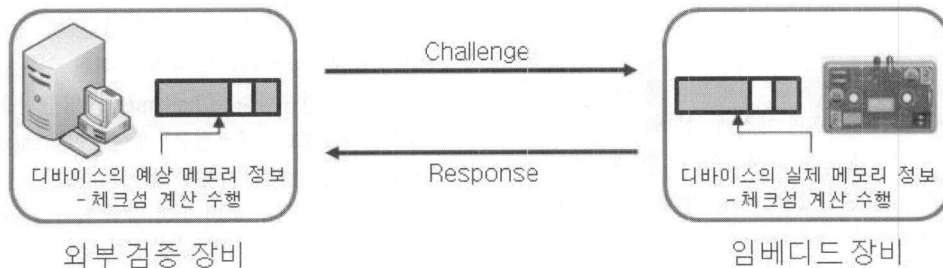 Challenge
Response
디바이스의 예상 메모리 정보
- 체크섬 계산 수행
외부 검증 장비
디바이스의 실제 메모리 정보
- 체크섬 계산 수행
임베디드 장비